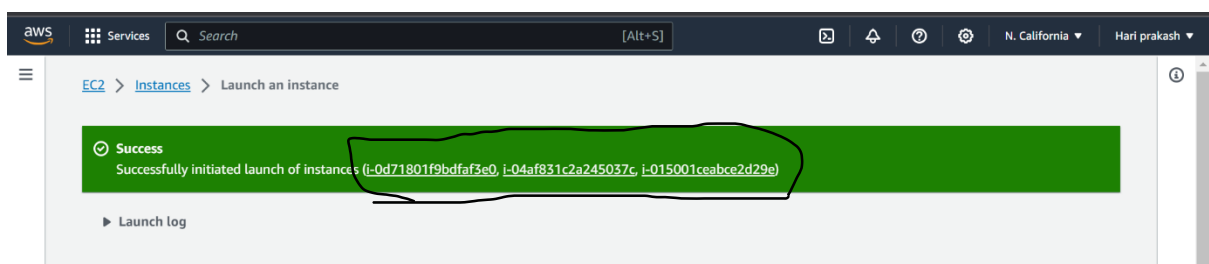 aws Services Search [Alt+S] N. California Hari prakash
EC2 > Instances > Launch an instance
Success
Successfully initiated launch of instances (i-0d71801f9bdfaf3e0, i-04af831c2a245037c, i-015001ceabce2d29e)
Launch log